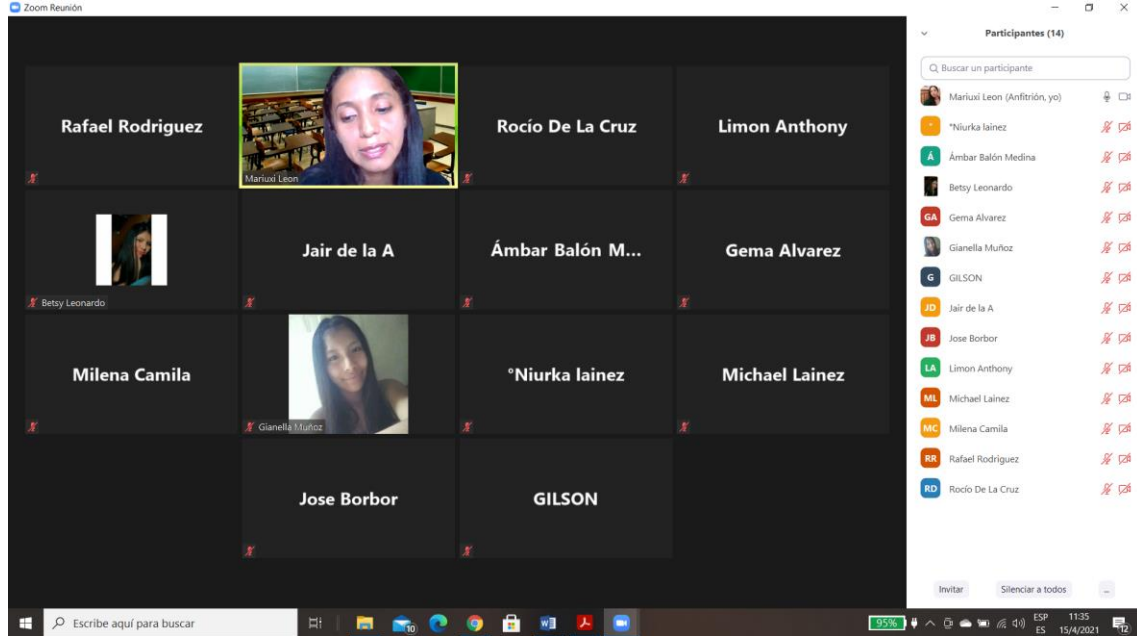 Zoom Reunión
Rafael Rodriguez
Mariuxi Leon
Rocío De La Cruz
Limon Anthony
Betsy Leonardo
Jair de la A
Ámbar Balón M...
Gema Alvarez
Milena Camila
Gianella Muñoz
°Niurka lainez
Michael Lainez
Jose Borbor
GILSON
Participantes (14)
Buscar un participante
Mariuxi Leon (Anfitrión, yo)
°Niurka lainez
Á Ámbar Balón Medina
Betsy Leonardo
GA Gema Alvarez
Gianella Muñoz
G GILSON
JD Jair de la A
JB Jose Borbor
LA Limon Anthony
ML Michael Lainez
MC Milena Camila
RR Rafael Rodriguez
RD Rocío De La Cruz
Invitar Silenciar a todos ...
Escribe aquí para buscar
10
95%
ESP
ES
11:35
15/4/2021
12